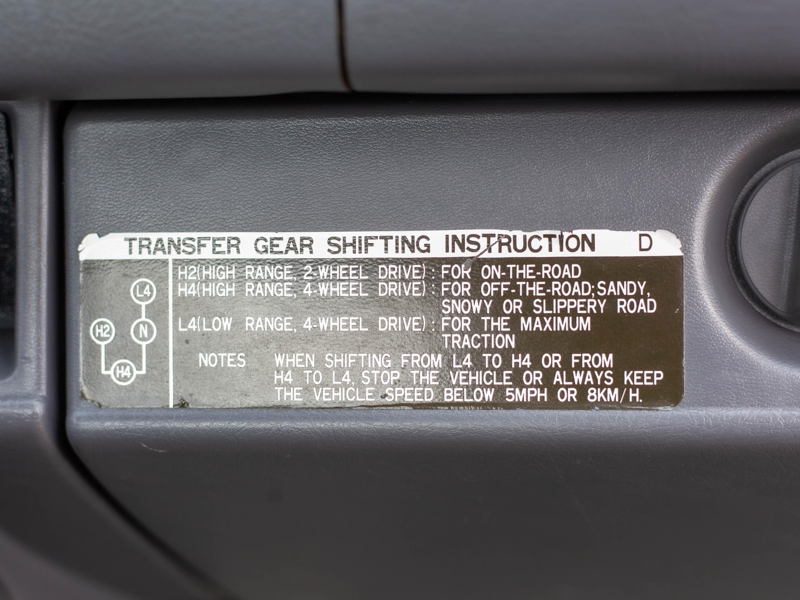 TRANSFER GEAR SHIFTING INSTRUCTION D
H2(HIGH RANGE, 2-WHEEL DRIVE) : FOR ON-THE-ROAD
H4(HIGH RANGE, 4-WHEEL DRIVE) : FOR OFF-THE-ROAD; SANDY,
SNOWY OR SLIPPERY ROAD
L4(LOW RANGE, 4-WHEEL DRIVE) : FOR THE MAXIMUM
TRACTION
L4
H2 N
H4
NOTES WHEN SHIFTING FROM L4 TO H4 OR FROM
H4 TO L4, STOP THE VEHICLE OR ALWAYS KEEP
THE VEHICLE SPEED BELOW 5MPH OR 8KM/H.